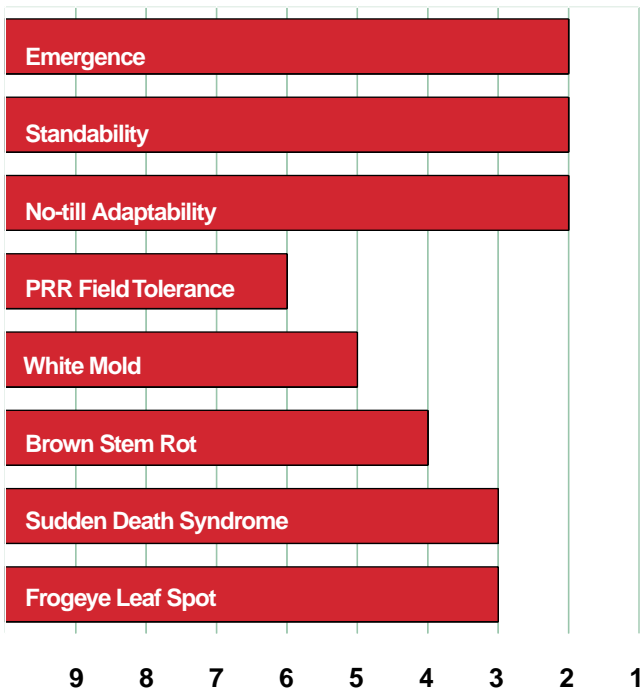 Emergence
Standability
No-till Adaptability
PRR Field Tolerance
White Mold
Brown Stem Rot
Sudden Death Syndrome
Frogeye Leaf Spot
9 8 7 6 5 4 3 2 1